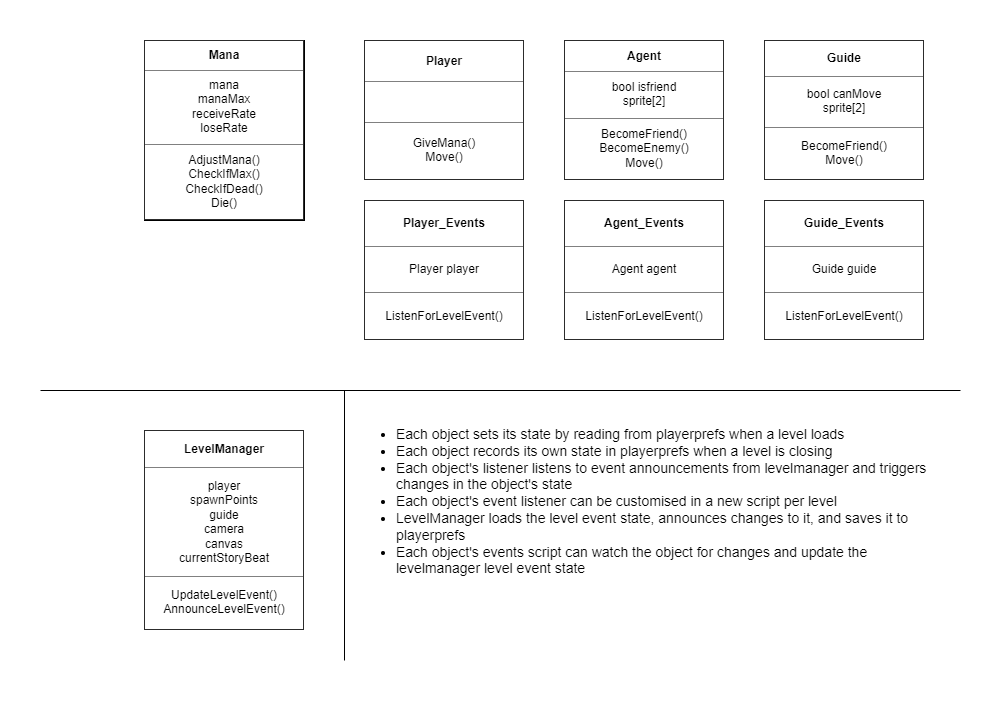 Mana
mana
manaMax
receiveRate
loseRate
AdjustMana()
CheckIfMax()
CheckIfDead()
Die()
Player
GiveMana()
Move()
Agent
bool isfriend
sprite[2]
BecomeFriend()
BecomeEnemy()
Move()
Guide
bool canMove
sprite[2]
BecomeFriend()
Move()
Player_Events
Player player
ListenForLevelEvent()
Agent_Events
Agent agent
ListenForLevelEvent()
Guide_Events
Guide guide
ListenForLevelEvent()
LevelManager
player
spawnPoints
guide
camera
canvas
currentStoryBeat
UpdateLevelEvent()
AnnounceLevelEvent()
• Each object sets its state by reading from playerprefs when a level loads
• Each object records its own state in playerprefs when a level is closing
• Each object's listener listens to event announcements from levelmanager and triggers
changes in the object's state
• Each object's event listener can be customised in a new script per level
• LevelManager loads the level event state, announces changes to it, and saves it to
playerprefs
• Each object's events script can watch the object for changes and update the
levelmanager level event state